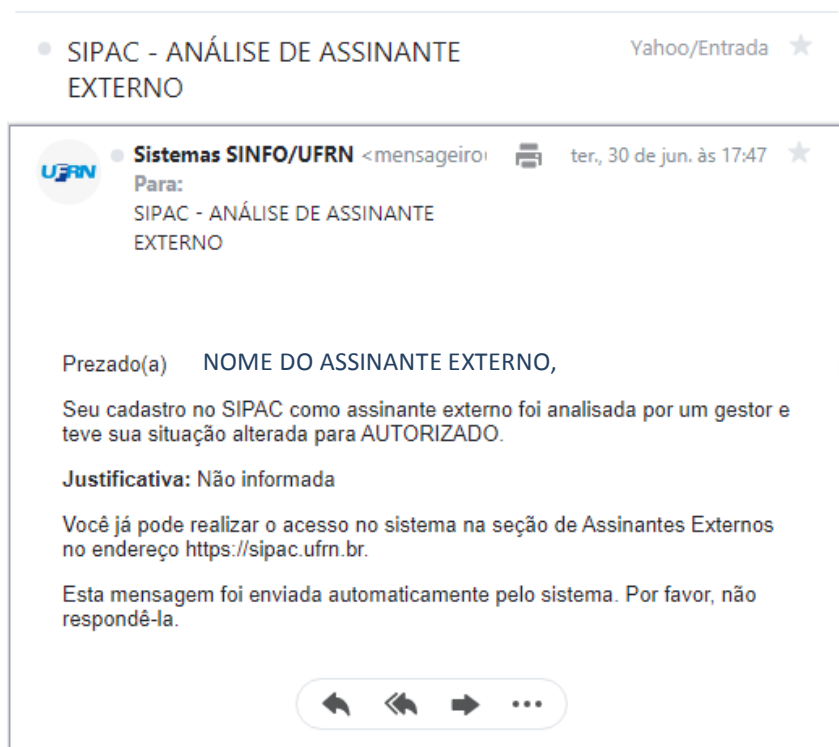 SIPAC - ANÁLISE DE ASSINANTE
EXTERNO
Yahoo/Entrada
UFRN
Sistemas SINFO/UFRN <mensageiro
ter., 30 de jun. às 17:47
Para:
SIPAC - ANÁLISE DE ASSINANTE
EXTERNO
Prezado(a) NOME DO ASSINANTE EXTERNO,
Seu cadastro no SIPAC como assinante externo foi analisada por um gestor e
teve sua situação alterada para AUTORIZADO.
Justificativa: Não informada
Você já pode realizar o acesso no sistema na seção de Assinantes Externos
no endereço https://sipac.ufrn.br.
Esta mensagem foi enviada automaticamente pelo sistema. Por favor, não
respondê-la.